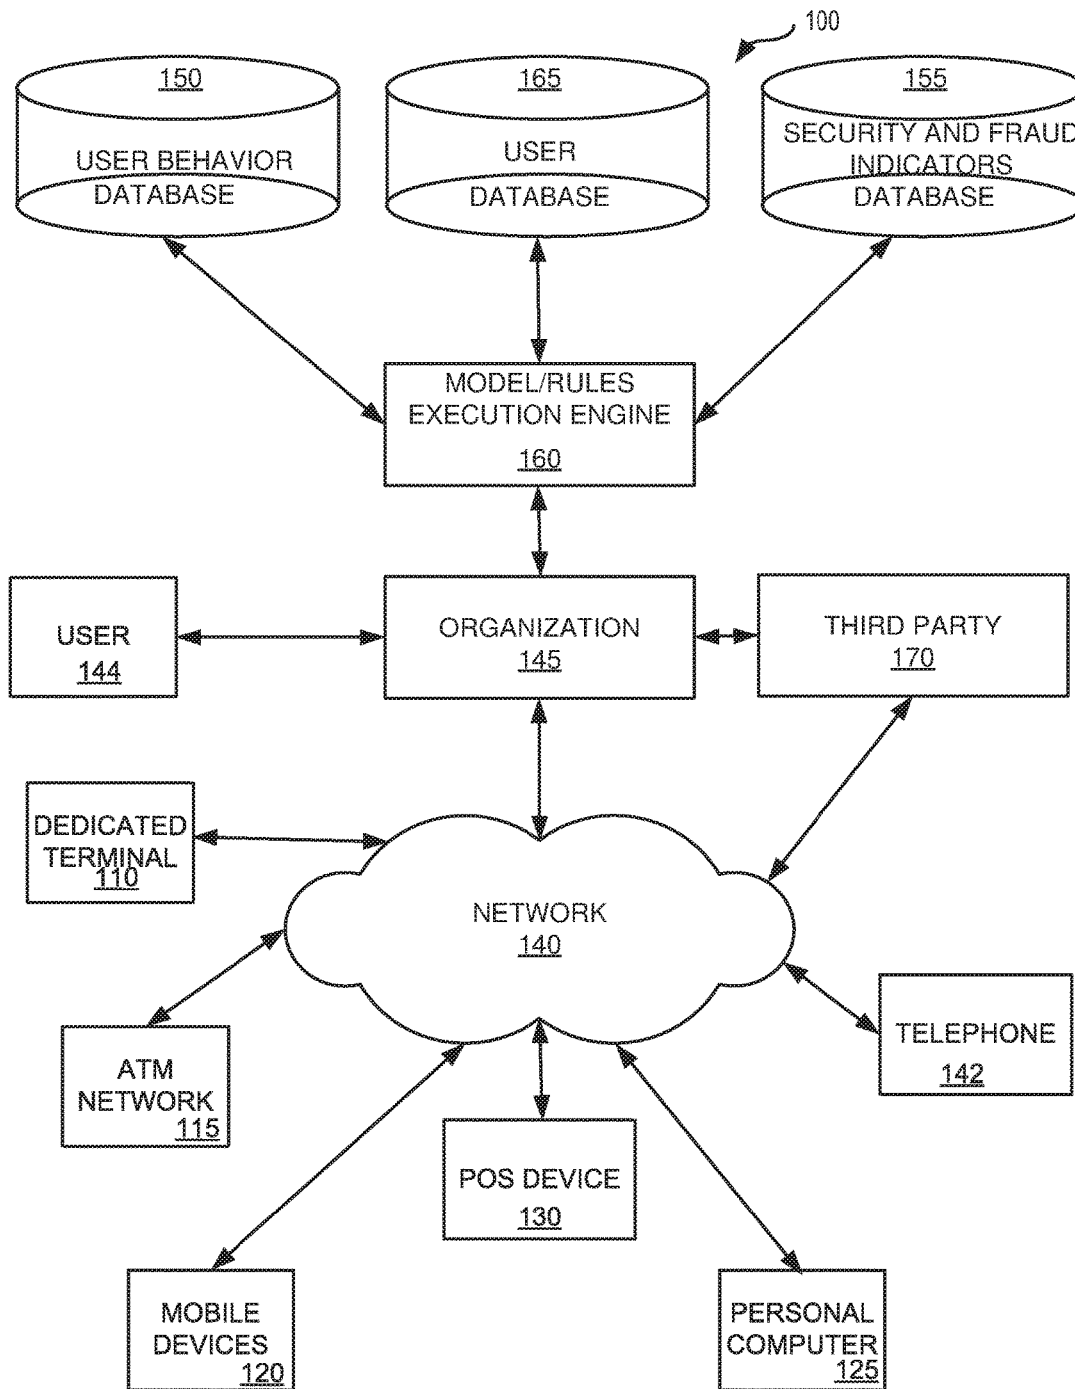 100
150
USER BEHAVIOR
DATABASE
165
USER
DATABASE
155
SECURITY AND FRAUD
INDICATORS
DATABASE
MODEL/RULES
EXECUTION ENGINE
160
USER
144
ORGANIZATION
145
THIRD PARTY
170
DEDICATED
TERMINAL
110
NETWORK
140
ATM
NETWORK
115
TELEPHONE
142
POS DEVICE
130
MOBILE
DEVICES
120
PERSONAL
COMPUTER
125